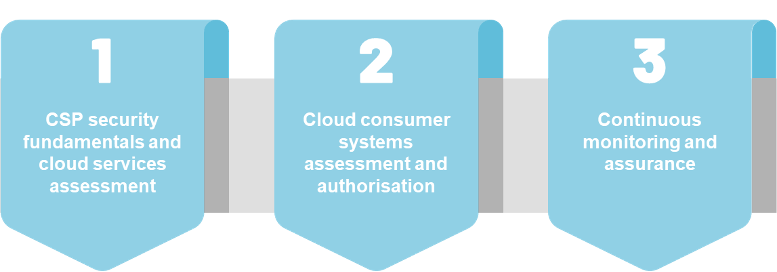 1
CSP security
fundamentals and
cloud services
assessment
2
Cloud consumer
systems
assessment and
authorisation
3
Continuous
monitoring and
assurance